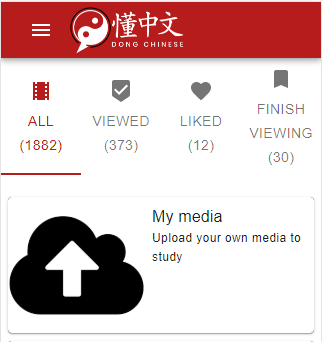 懂中文
DONG CHINESE
ALL
(1882)
VIEWED
(373)
LIKED
(12)
FINISH
VIEWING
(30)
My media
Upload your own media to
study